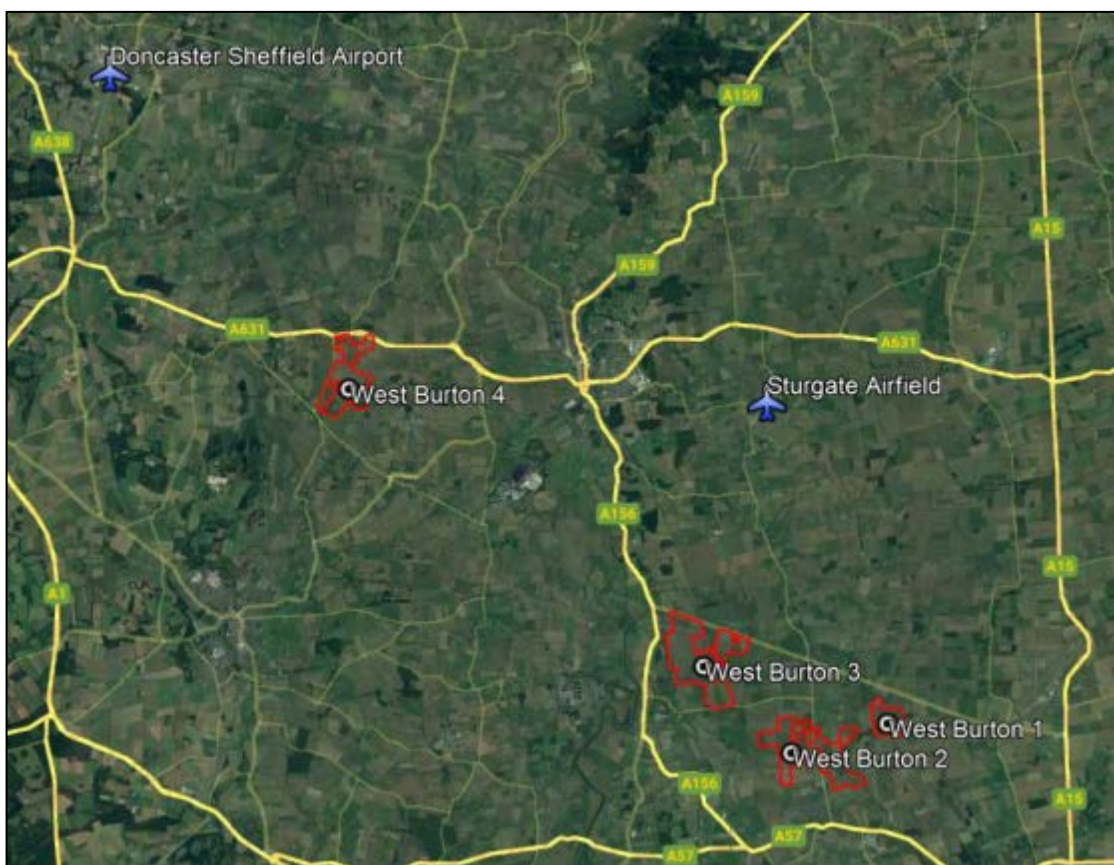 Doncaster Sheffield Airport
A159
A638
A15
A159
A631
A631
West Burton 4
Sturgate Airfield
A156
A15
A1
West Burton 3
West Burton 1
West Burton 2
A156
A15
A57
A57